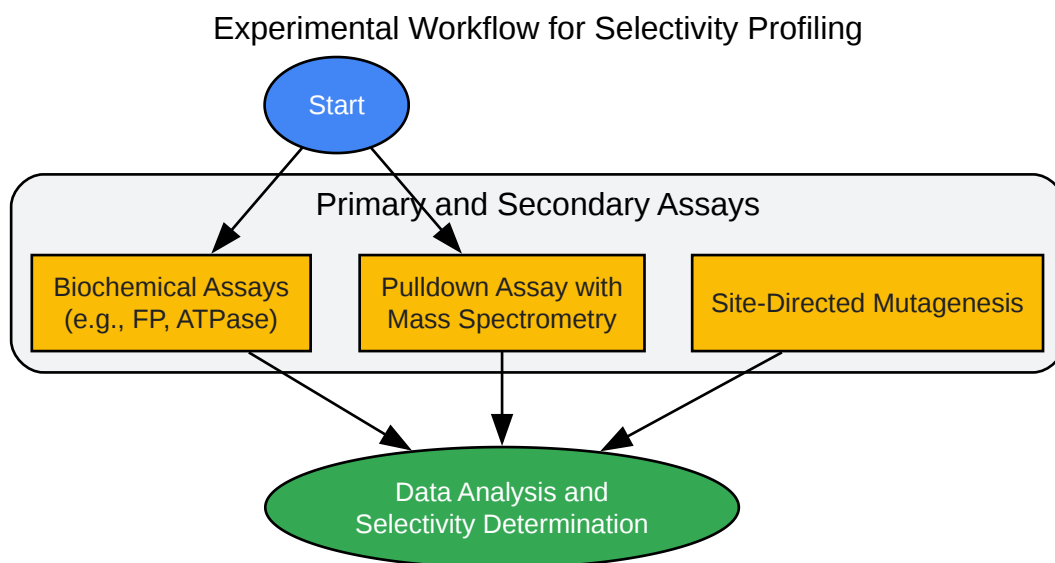 Experimental Workflow for Selectivity Profiling
Start
Primary and Secondary Assays
Biochemical Assays
(e.g., FP, ATPase)
Pulldown Assay with
Mass Spectrometry
Site-Directed Mutagenesis
Data Analysis and
Selectivity Determination